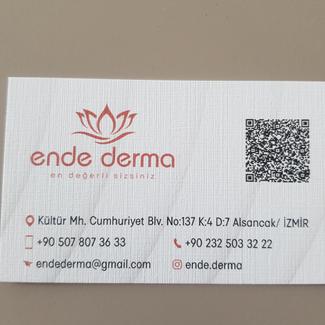 ende derma
en değerli sizsiniz
Kültür Mh, Cumhuriyet Blv. No:137 K:4 D:7 Alsancak/ İZMİR
+90 507 807 36 33 +90 232 503 32 22
endederma@gmail.com ende.derma